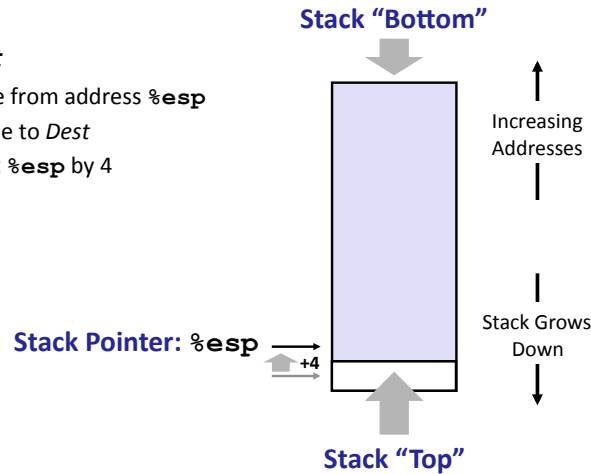 Stack “Bottom”
e from address %esp
e to Dest
%esp by 4
Increasing
Addresses
Stack Grows
Down
Stack Pointer: %esp
+4
Stack “Top”